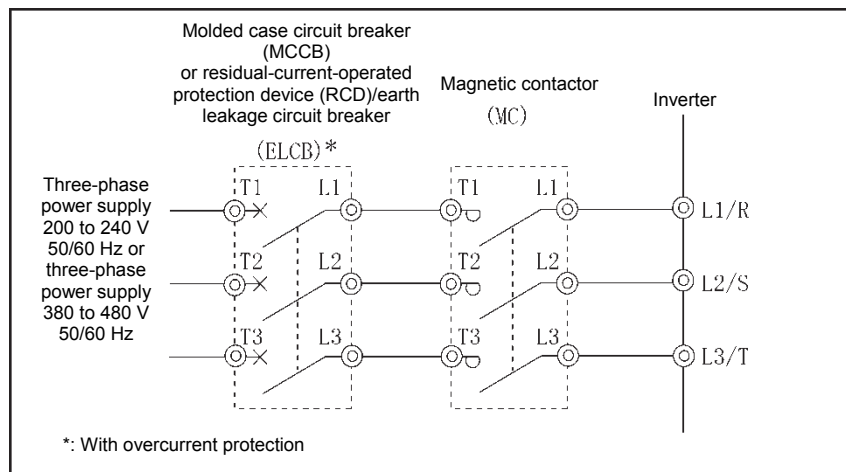 Molded case circuit breaker
(MCCB)
or residual-current-operated
protection device (RCD)/earth
leakage circuit breaker
(ELCB)*
Magnetic contactor
(MC)
Inverter
Three-phase
power supply
200 to 240 V
50/60 Hz or
three-phase
power supply
380 to 480 V
50/60 Hz
T1 L1 T1 L1 L1/R
T2 L2 T2 L2 L2/S
T3 L3 T3 L3 L3/T
*: With overcurrent protection